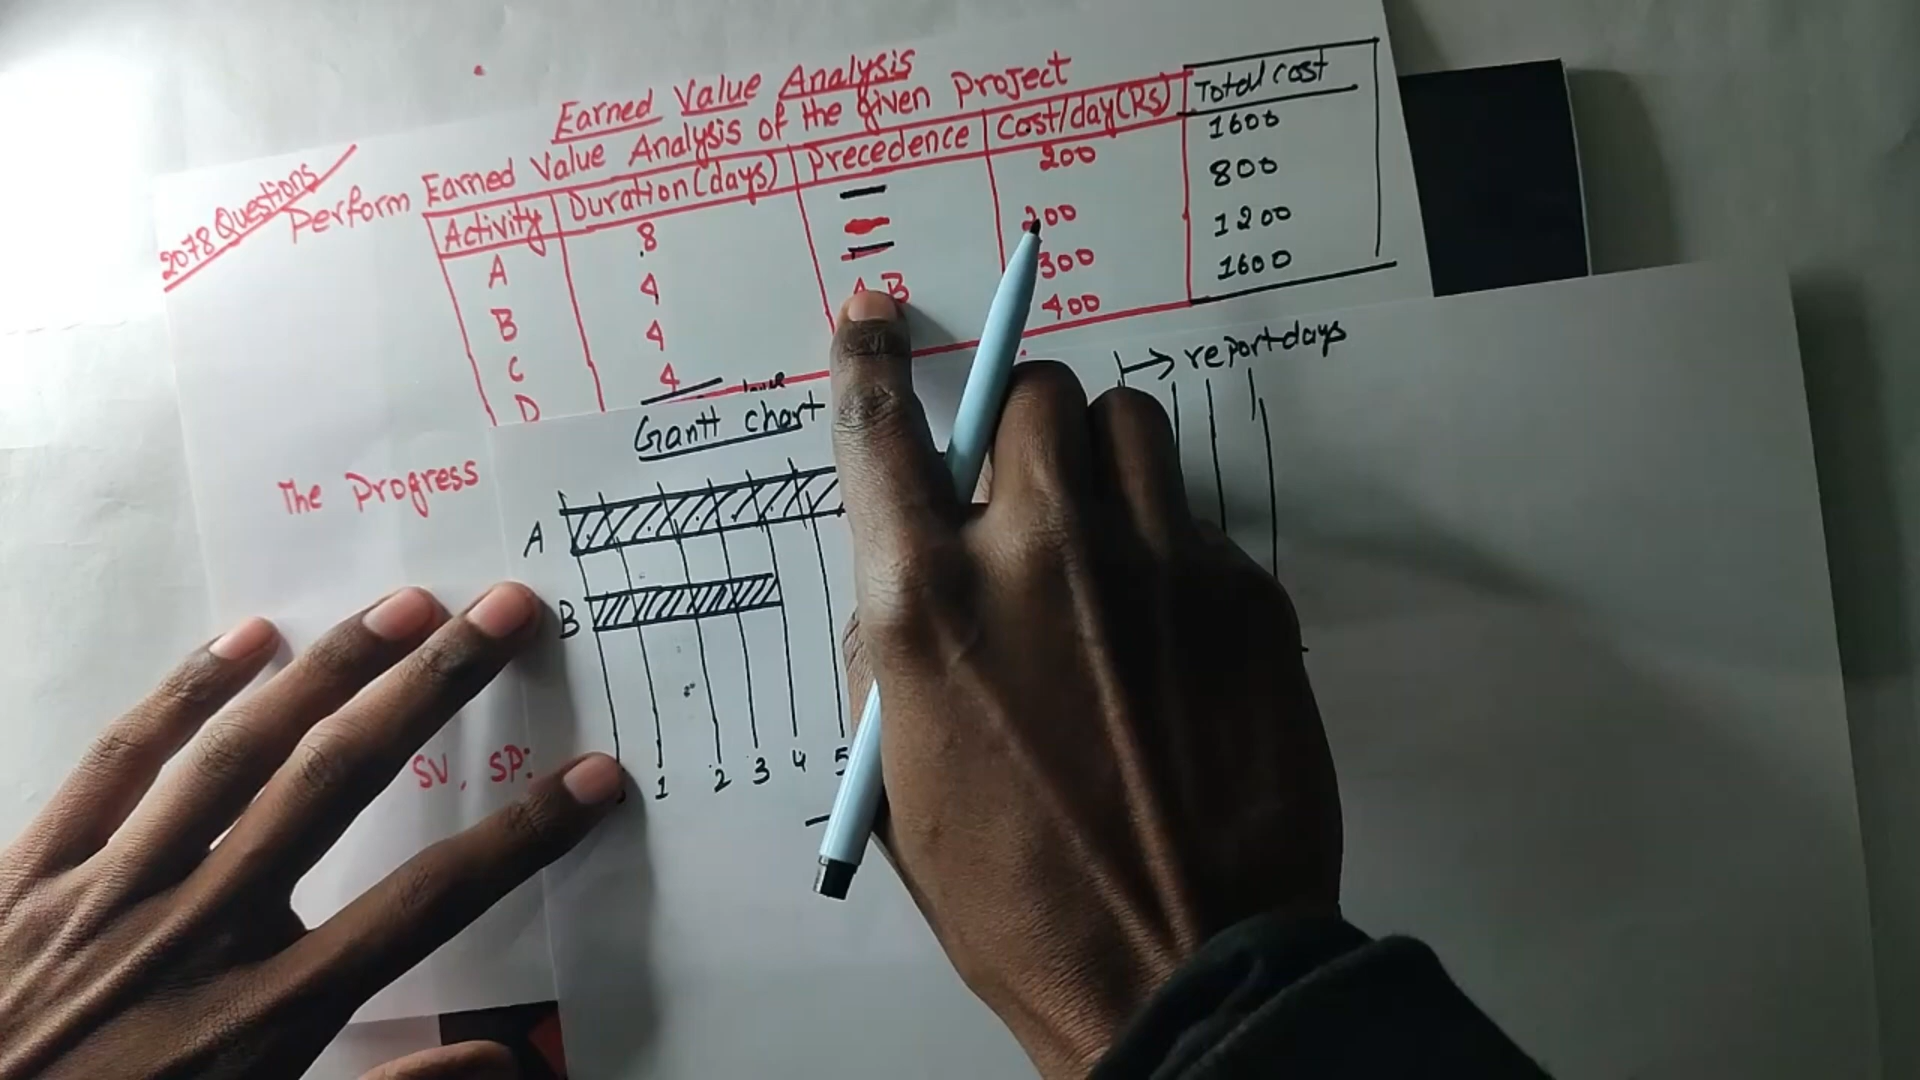 Earned Value Analysis
2078 Questions
Perform Earned Value Analysis of the given Project
Activity Duration(days) Precedence Cost/day(Rs) Total cost
A 8 — 200 1600
B 4 — 200 800
C 4 — 300 1200
D 4 A, B 400 1600
→ report days
Gantt chart
The Progress
A
B
SV, SP:
1 2 3 4 5